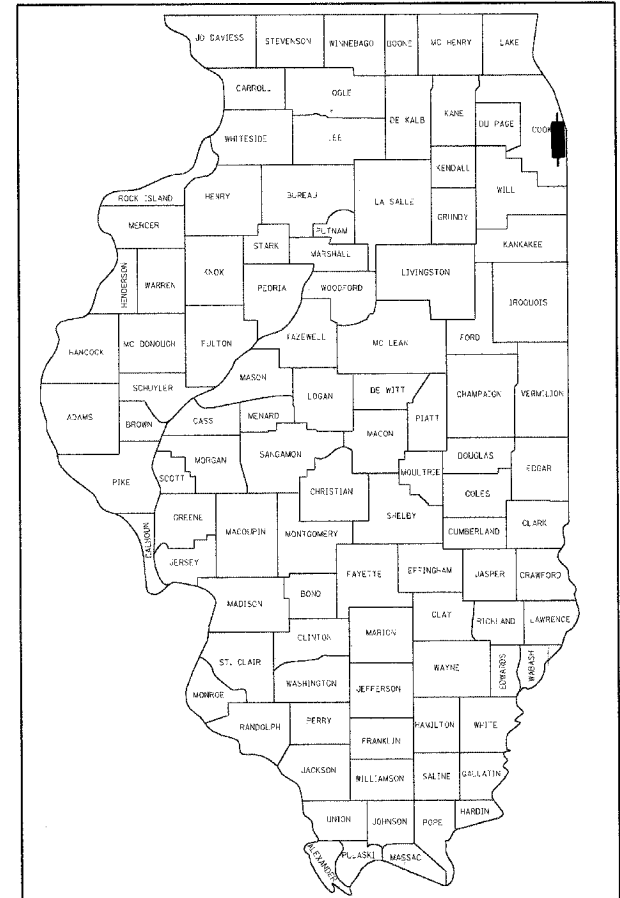 JO DAVIESS
STEVENSON
WINNEBAGO
BOONE
MC HENRY
LAKE
CARROLL
OGLE
DE KALB
KANE
DU PAGE
COOK
WHITESIDE
LEE
KENDALL
WILL
ROCK ISLAND
HENRY
BUREAU
LA SALLE
GRUNDY
MERCER
PUTNAM
STARK
MARSHALL
KANKAKEE
HENDERSON
WARREN
KNOX
PEORIA
WOODFORD
LIVINGSTON
IROQUOIS
HANCOCK
MC DONOUGH
FULTON
TAZEWELL
MC LEAN
FORD
MASON
SCHUYLER
LOGAN
DE WITT
CHAMPAIGN
VERMILION
ADAMS
BROWN
CASS
MENARD
PIATT
MACON
MORGAN
SANGAMON
DOUGLAS
EDGAR
PIKE
SCOTT
MOULTRIE
CHRISTIAN
COLES
GREENE
MACOUPIN
MONTGOMERY
SHELBY
CLARK
CALHOUN
CUMBERLAND
JERSEY
FAYETTE
EFFINGHAM
JASPER
CRAWFORD
MADISON
BOND
CLAY
RICHLAND
LAWRENCE
CLINTON
MARION
ST. CLAIR
WAYNE
EDWARDS
WABASH
WASHINGTON
JEFFERSON
MONROE
RANDOLPH
PERRY
HAMILTON
WHITE
FRANKLIN
JACKSON
WILLIAMSON
SALINE
GALLATIN
UNION
JOHNSON
POPE
HARDIN
ALEXANDER
PULASKI
MASSAC